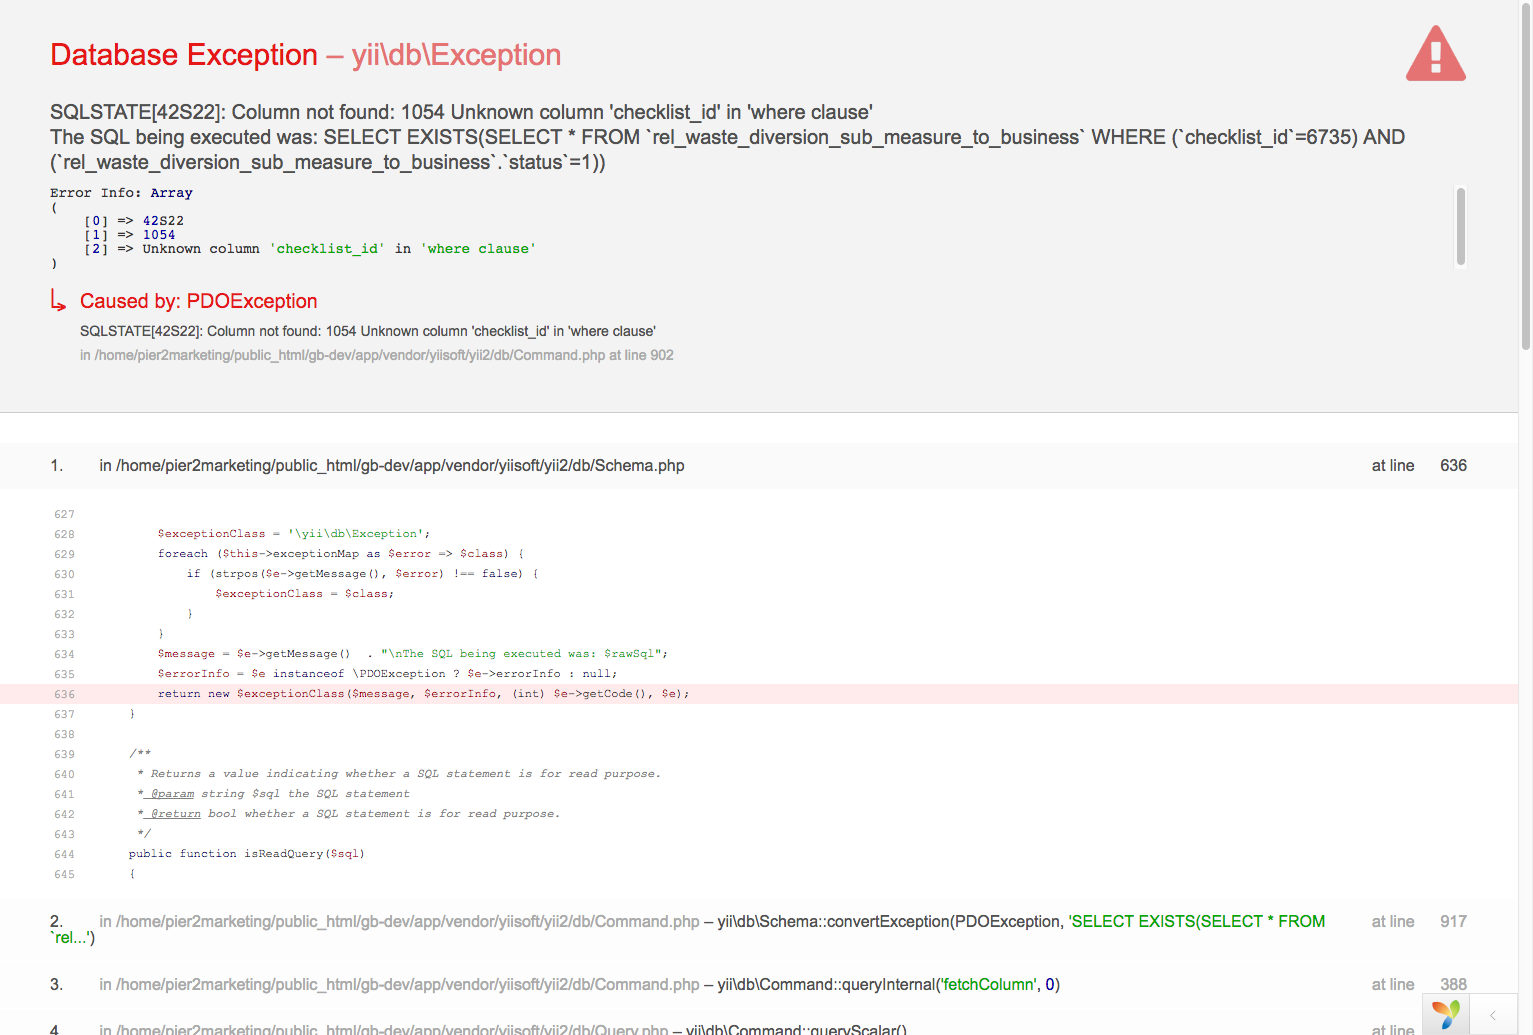 Database Exception – yii\db\Exception
SQLSTATE[42S22]: Column not found: 1054 Unknown column 'checklist_id' in 'where clause'
The SQL being executed was: SELECT EXISTS(SELECT * FROM `rel_waste_diversion_sub_measure_to_business` WHERE (`checklist_id`=6735) AND
(`rel_waste_diversion_sub_measure_to_business`.`status`=1))
Error Info: Array
(
[0] => 42S22
[1] => 1054
[2] => Unknown column 'checklist_id' in 'where clause'
)
Caused by: PDOException
SQLSTATE[42S22]: Column not found: 1054 Unknown column 'checklist_id' in 'where clause'
in /home/pier2marketing/public_html/gb-dev/app/vendor/yiisoft/yii2/db/Command.php at line 902
1. in /home/pier2marketing/public_html/gb-dev/app/vendor/yiisoft/yii2/db/Schema.php at line 636
627
628 $exceptionClass = '\yii\db\Exception';
629 foreach ($this->exceptionMap as $error => $class) {
630 if (strpos($e->getMessage(), $error) !== false) {
631 $exceptionClass = $class;
632 }
633 }
634 $message = $e->getMessage() . "\nThe SQL being executed was: $rawSql";
635 $errorInfo = $e instanceof \PDOException ? $e->errorInfo : null;
636 return new $exceptionClass($message, $errorInfo, (int) $e->getCode(), $e);
637 }
638
639 /**
640 * Returns a value indicating whether a SQL statement is for read purpose.
641 * @param string $sql the SQL statement
642 * @return bool whether a SQL statement is for read purpose.
643 */
644 public function isReadQuery($sql)
645 {
2. in /home/pier2marketing/public_html/gb-dev/app/vendor/yiisoft/yii2/db/Command.php – yii\db\Schema::convertException(PDOException, 'SELECT EXISTS(SELECT * FROM at line 917
`rel...')
3. in /home/pier2marketing/public_html/gb-dev/app/vendor/yiisoft/yii2/db/Command.php – yii\db\Command::queryInternal('fetchColumn', 0) at line 388
4. in /home/pier2marketing/public_html/gb-dev/app/vendor/yiisoft/yii2/db/Query.php – yii\db\Command::queryScalar() at line